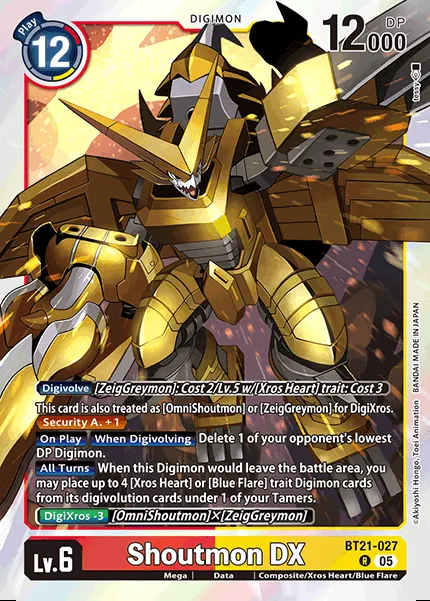 DIGIMON
Play
12
12000 DP
tessy
Digivolve [ZeigGreymon]: Cost 2/Lv.5 w/[Xros Heart] trait: Cost 3
This card is also treated as [OmniShoutmon] or [ZeigGreymon] for DigiXros.
Security A. +1
On Play When Digivolving Delete 1 of your opponent's lowest
DP Digimon.
All Turns When this Digimon would leave the battle area, you
may place up to 4 [Xros Heart] or [Blue Flare] trait Digimon cards
from its digivolution cards under 1 of your Tamers.
DigiXros -3 [OmniShoutmon]×[ZeigGreymon]
©Akiyoshi Hongo, Toei Animation BANDAI MADE IN JAPAN
Lv.6
Shoutmon DX
BT21-027
R 05
Mega | Data | Composite/Xros Heart/Blue Flare